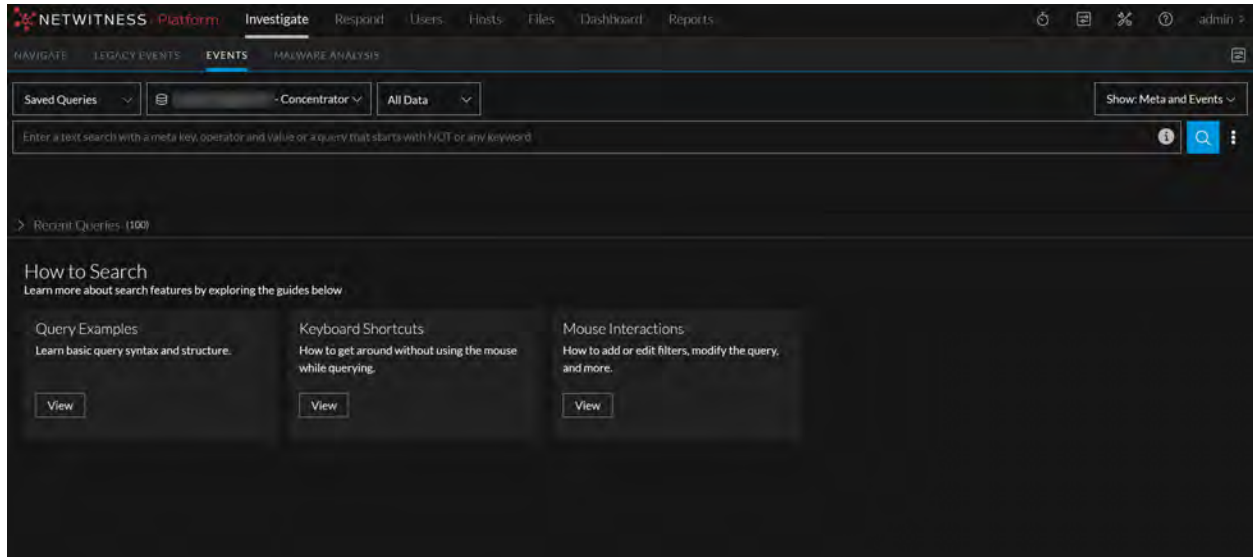 NETWITNESS Platform Investigate Respond Users Hosts Files Dashboard Reports admin
NAVIGATE LEGACY EVENTS EVENTS MALWARE ANALYSIS
Saved Queries - Concentrator All Data Show: Meta and Events
Enter a text search with a meta key, operator and value or a query that starts with NOT or any keyword
Recent Queries (100)
How to Search
Learn more about search features by exploring the guides below
Query Examples Keyboard Shortcuts Mouse Interactions
Learn basic query syntax and structure. How to get around without using the mouse How to add or edit filters, modify the query,
while querying. and more.
View View View